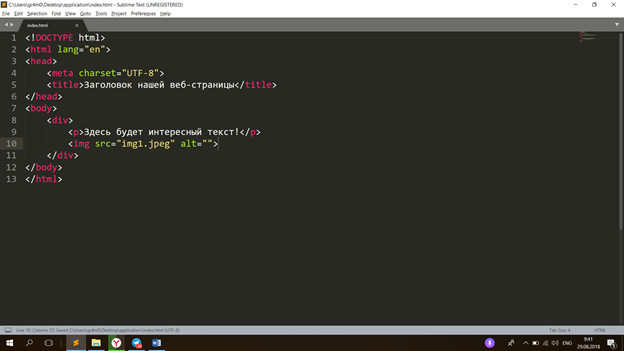 C:\Users\gr4m0\Desktop\application\index.html - Sublime Text (UNREGISTERED)
File Edit Selection Find View Goto Tools Project Preferences Help
index.html ×
1 <!DOCTYPE html>
2 <html lang="en">
3 <head>
4 <meta charset="UTF-8">
5 <title>Заголовок нашей веб-страницы</title>
6 </head>
7 <body>
8 <div>
9 <p>Здесь будет интересный текст!</p>
10 <img src="img1.jpeg" alt="">
11 </div>
12 </body>
13 </html>
Line 10, Column 37; Saved C:\Users\gr4m0\Desktop\application\index.html (UTF-8) Tab Size: 4 HTML
ENG 9:41
29.08.2018